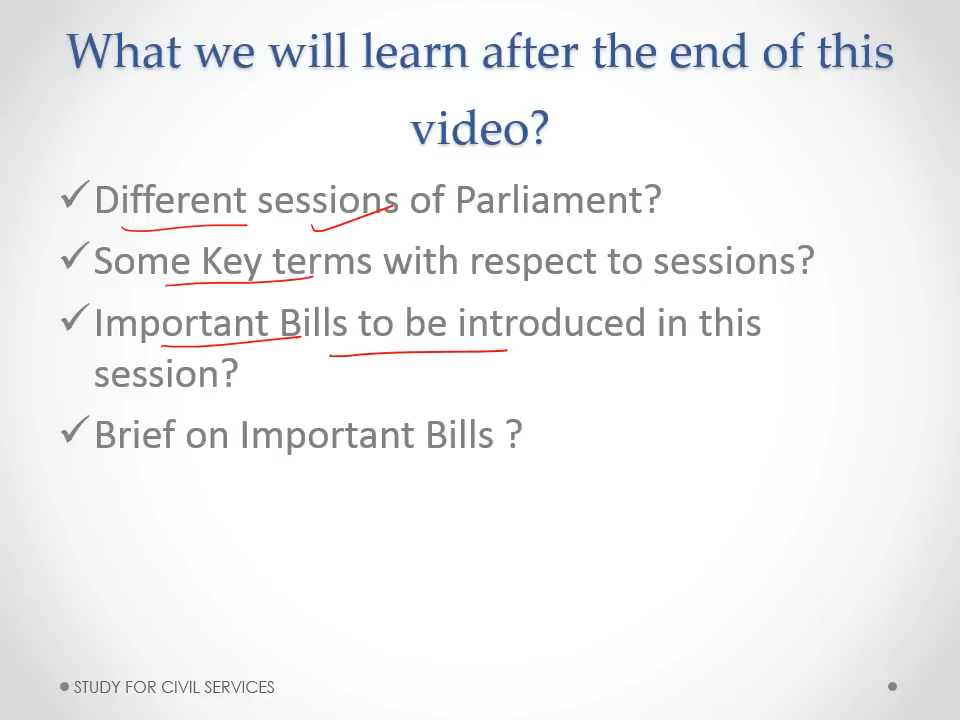 What we will learn after the end of this
video?
✓Different sessions of Parliament?
✓Some Key terms with respect to sessions?
✓Important Bills to be introduced in this
session?
✓Brief on Important Bills ?
• STUDY FOR CIVIL SERVICES •